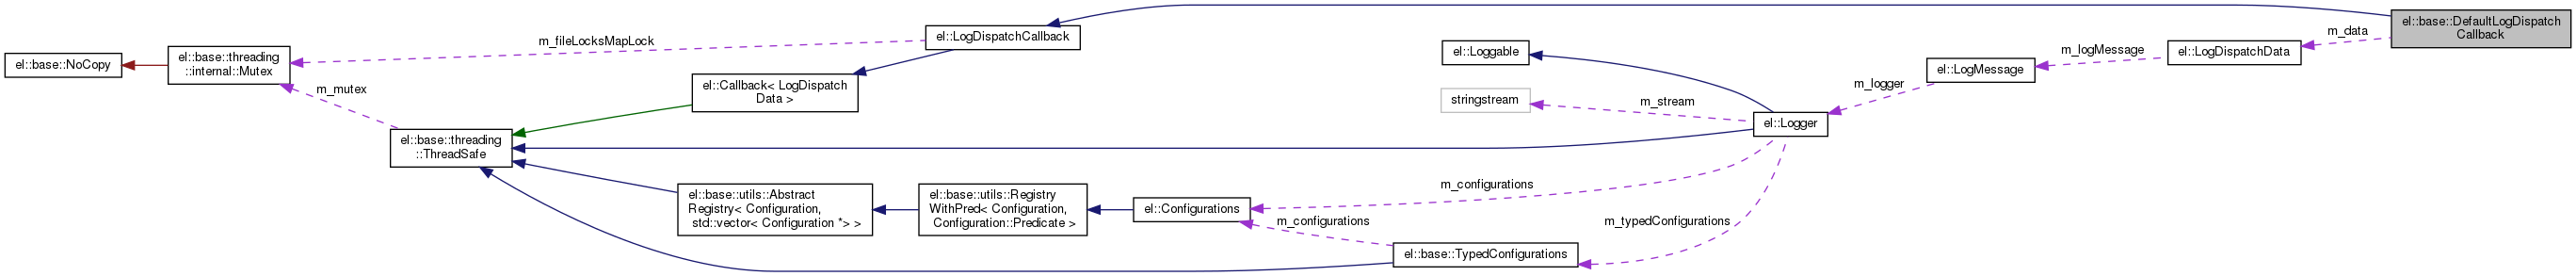 el::base::DefaultLogDispatch
Callback
m_data
el::LogDispatchCallback
m_fileLocksMapLock
el::Loggable
m_logMessage
el::LogDispatchData
el::base::NoCopy
el::base::threading
::internal::Mutex
el::LogMessage
m_mutex
el::Callback< LogDispatch
Data >
stringstream
m_stream
m_logger
el::Logger
el::base::threading
::ThreadSafe
m_configurations
el::base::utils::Abstract
Registry< Configuration,
std::vector< Configuration *> >
el::base::utils::Registry
WithPred< Configuration,
Configuration::Predicate >
el::Configurations
m_configurations
m_typedConfigurations
el::base::TypedConfigurations